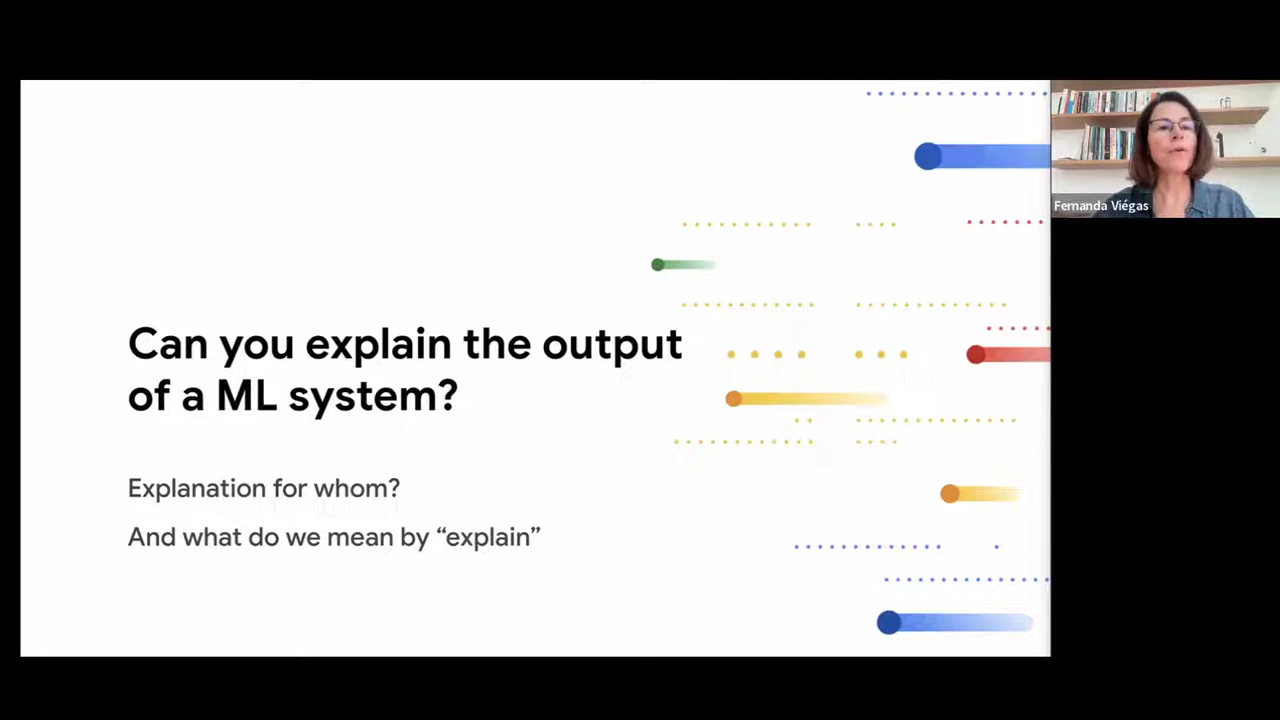 Can you explain the output
of a ML system?
Explanation for whom?
And what do we mean by “explain”
Fernanda Viégas